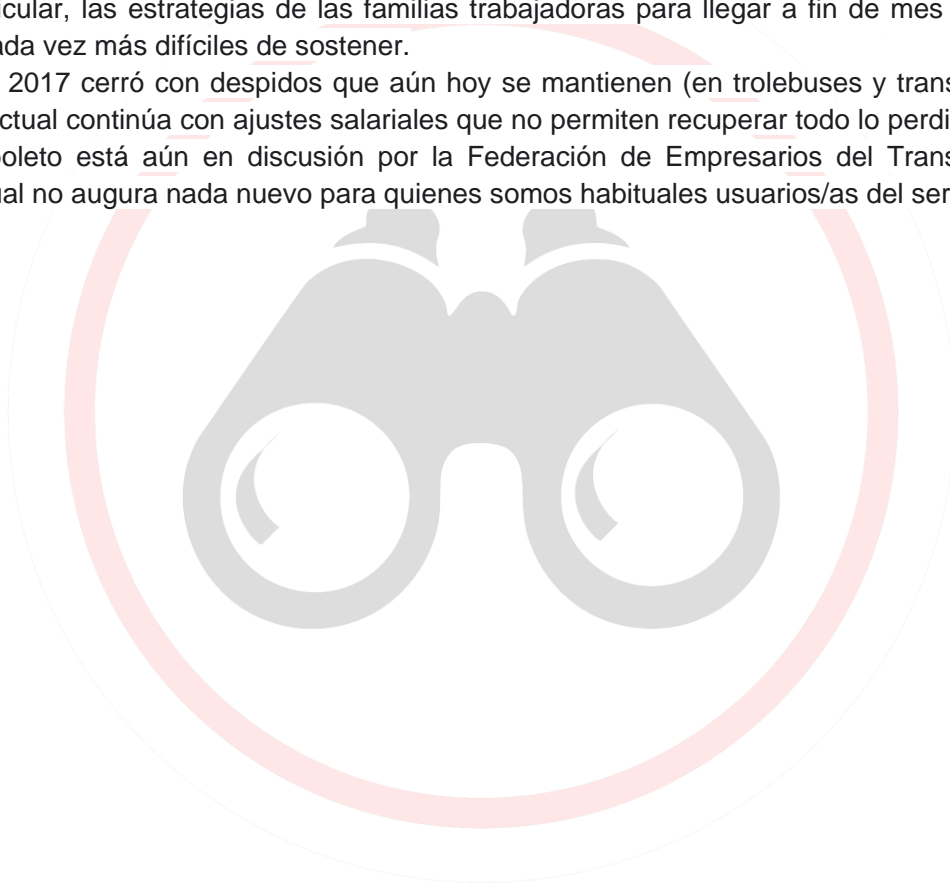 icular, las estrategias de las familias trabajadoras para llegar a fin de mes
ada vez más difíciles de sostener.
2017 cerró con despidos que aún hoy se mantienen (en trolebuses y trans
ctual continúa con ajustes salariales que no permiten recuperar todo lo perdi
oleto está aún en discusión por la Federación de Empresarios del Trans
ual no augura nada nuevo para quienes somos habituales usuarios/as del ser